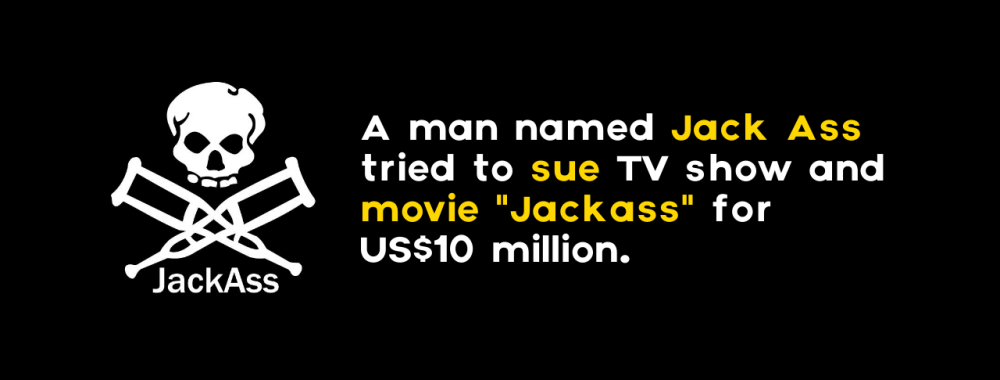 JackAss
A man named Jack Ass
tried to sue TV show and
movie "Jackass" for
US$10 million.